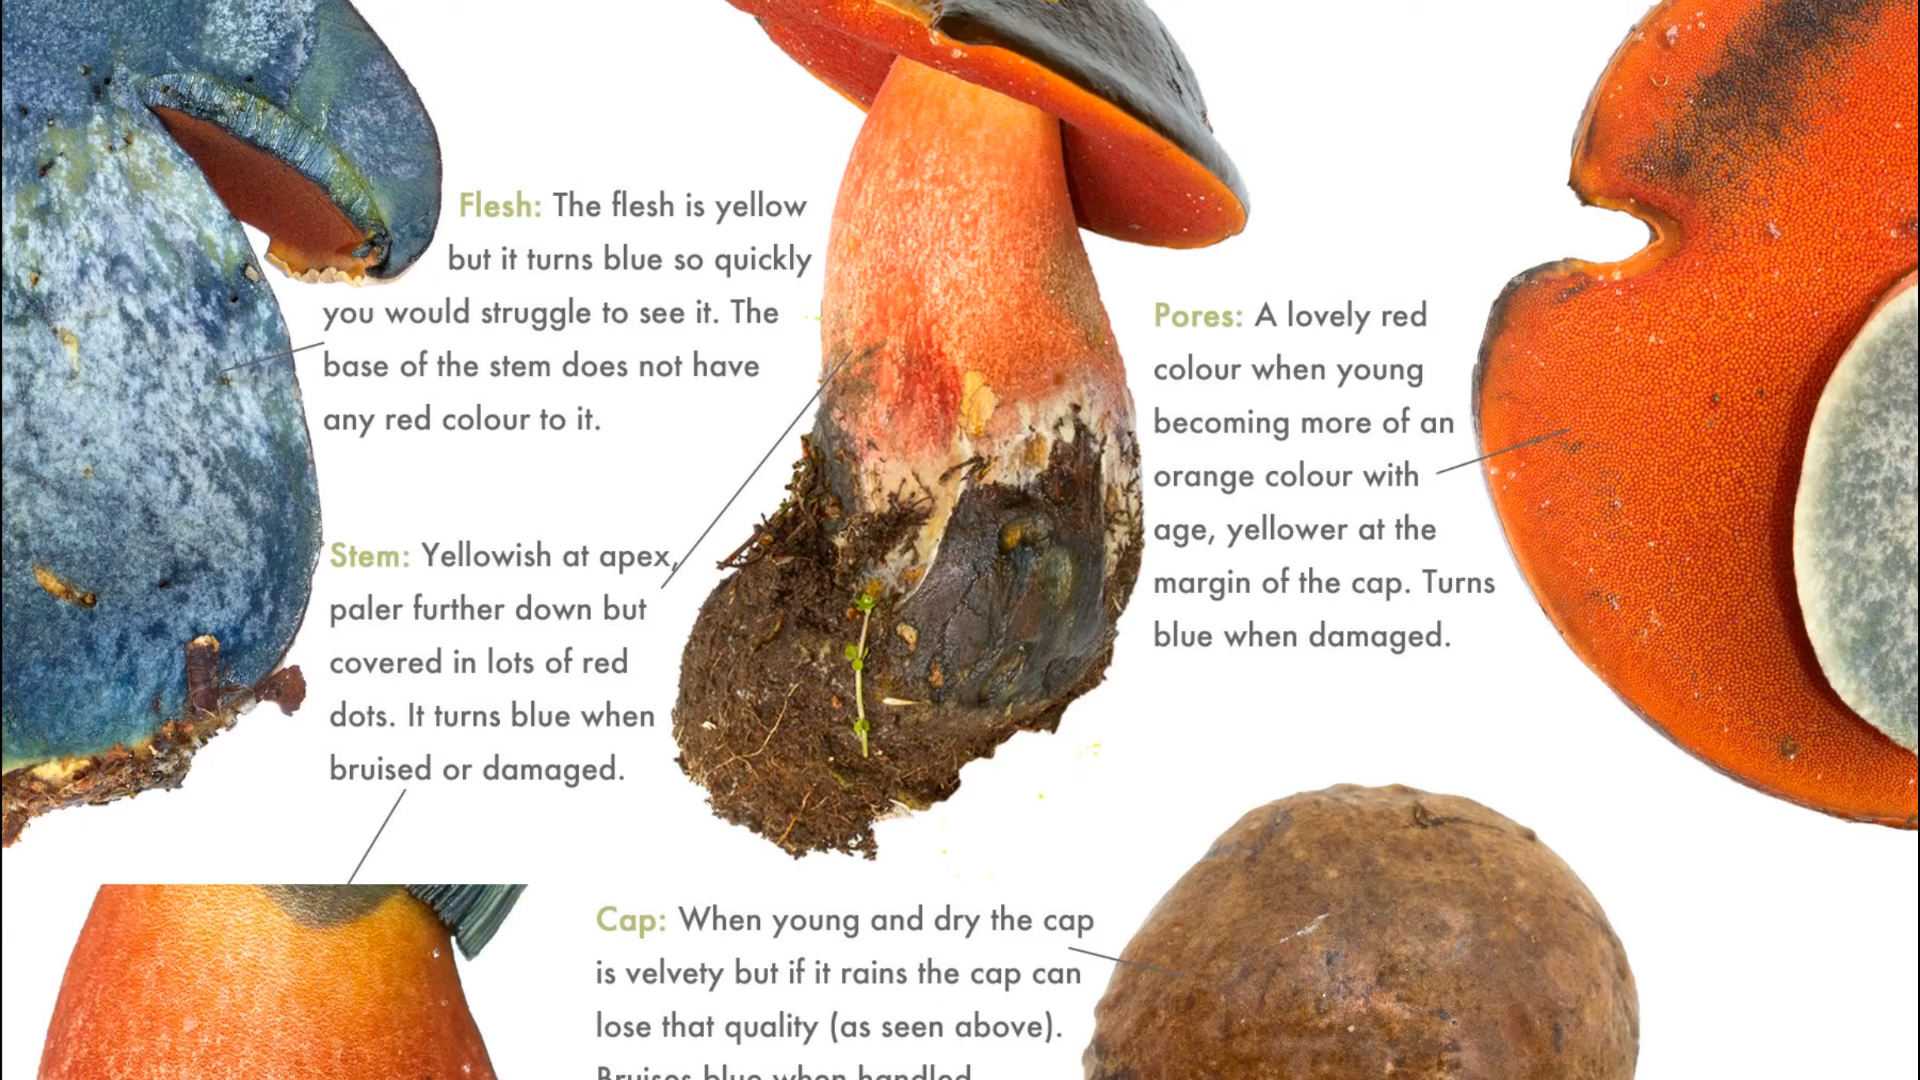 Flesh: The flesh is yellow
but it turns blue so quickly
you would struggle to see it. The
base of the stem does not have
any red colour to it.
Stem: Yellowish at apex,
paler further down but
covered in lots of red
dots. It turns blue when
bruised or damaged.
Pores: A lovely red
colour when young
becoming more of an
orange colour with
age, yellower at the
margin of the cap. Turns
blue when damaged.
Cap: When young and dry the cap
is velvety but if it rains the cap can
lose that quality (as seen above).
Bruises blue when handled